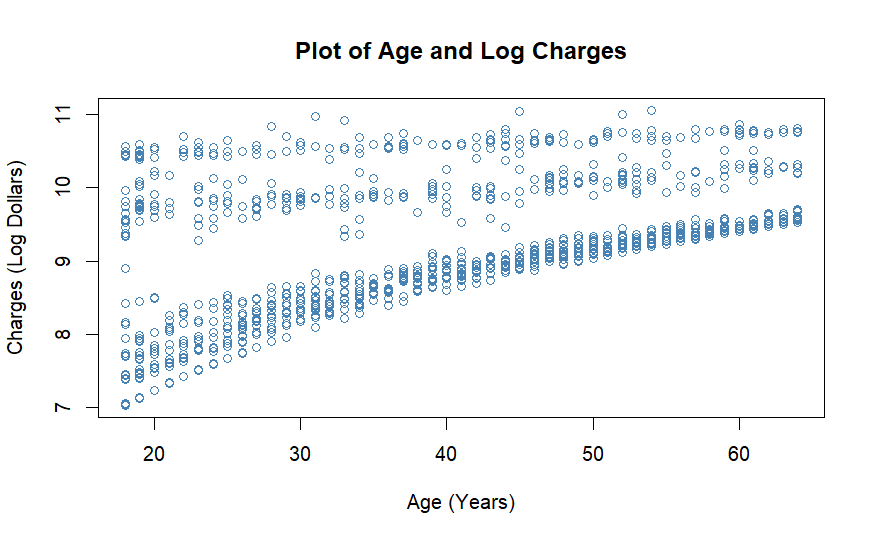 Plot of Age and Log Charges
Charges (Log Dollars)
11
10
9
8
7
20 30 40 50 60
Age (Years)